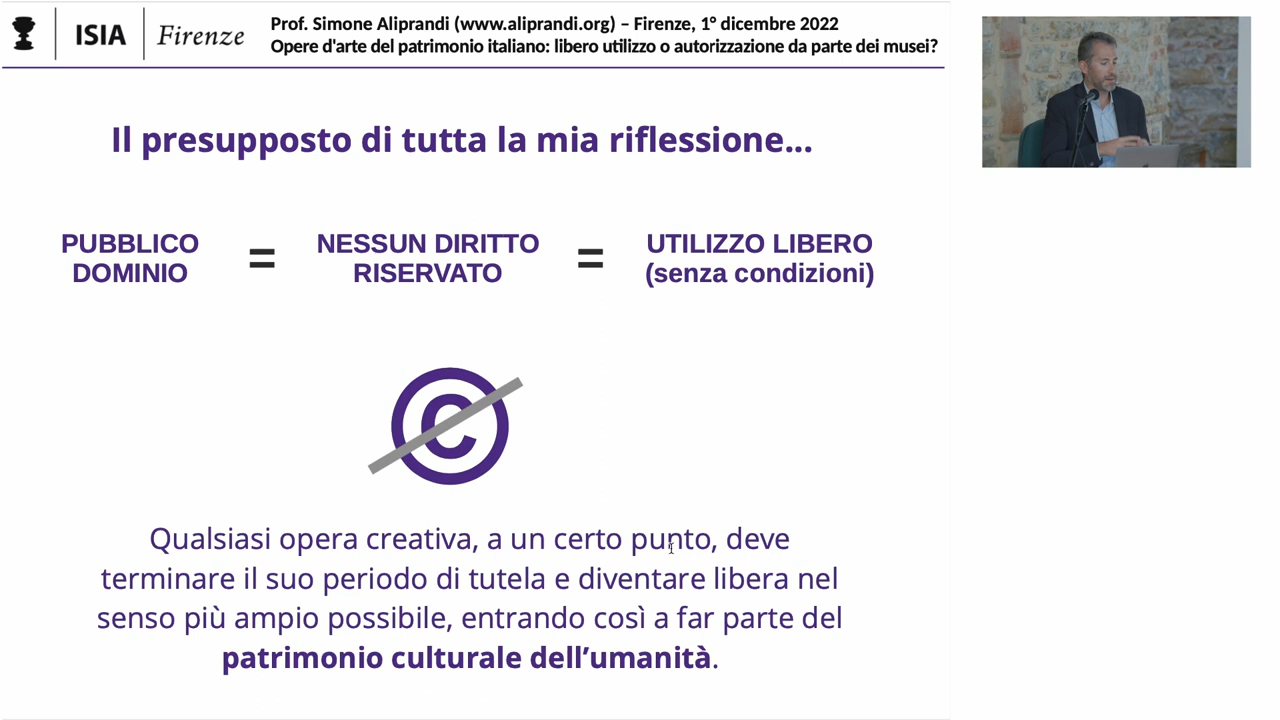 ISIA Firenze
Prof. Simone Aliprandi (www.aliprandi.org) – Firenze, 1° dicembre 2022
Opere d'arte del patrimonio italiano: libero utilizzo o autorizzazione da parte dei musei?
Il presupposto di tutta la mia riflessione...
PUBBLICO DOMINIO = NESSUN DIRITTO RISERVATO = UTILIZZO LIBERO (senza condizioni)
©
Qualsiasi opera creativa, a un certo punto, deve
terminare il suo periodo di tutela e diventare libera nel
senso più ampio possibile, entrando così a far parte del
patrimonio culturale dell’umanità.